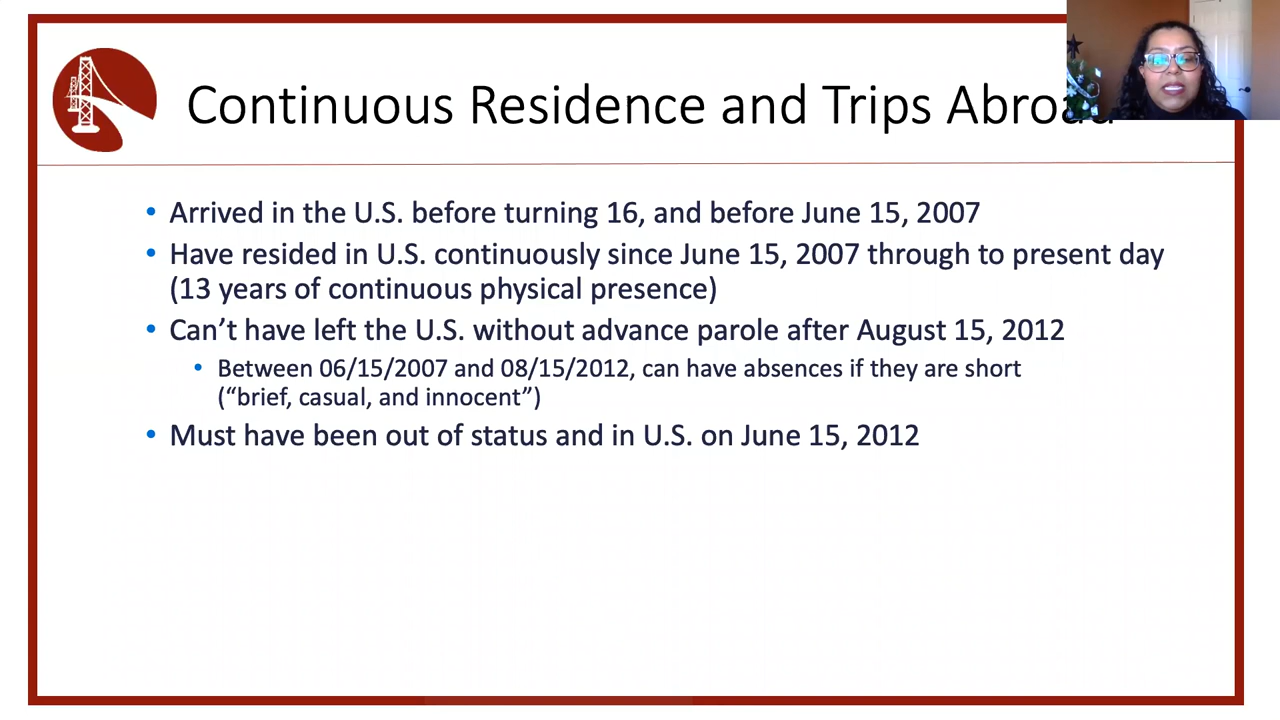 Continuous Residence and Trips Abroad
• Arrived in the U.S. before turning 16, and before June 15, 2007
• Have resided in U.S. continuously since June 15, 2007 through to present day
(13 years of continuous physical presence)
• Can’t have left the U.S. without advance parole after August 15, 2012
• Between 06/15/2007 and 08/15/2012, can have absences if they are short
(“brief, casual, and innocent”)
• Must have been out of status and in U.S. on June 15, 2012